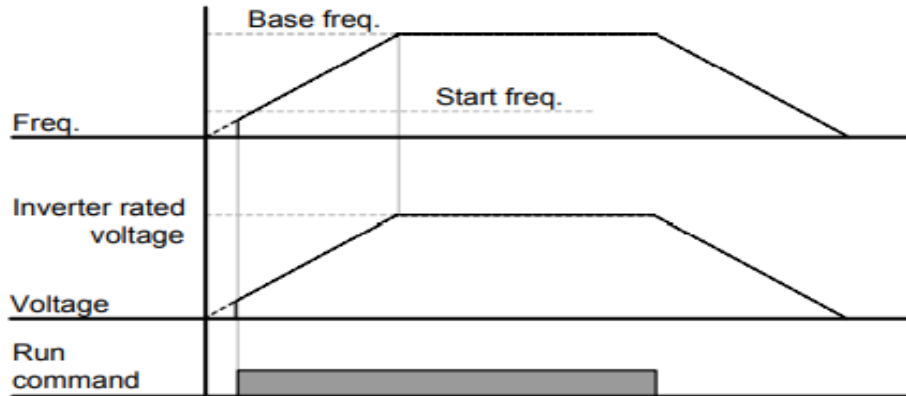 Base freq.
Start freq.
Freq.
Inverter rated
voltage
Voltage
Run
command